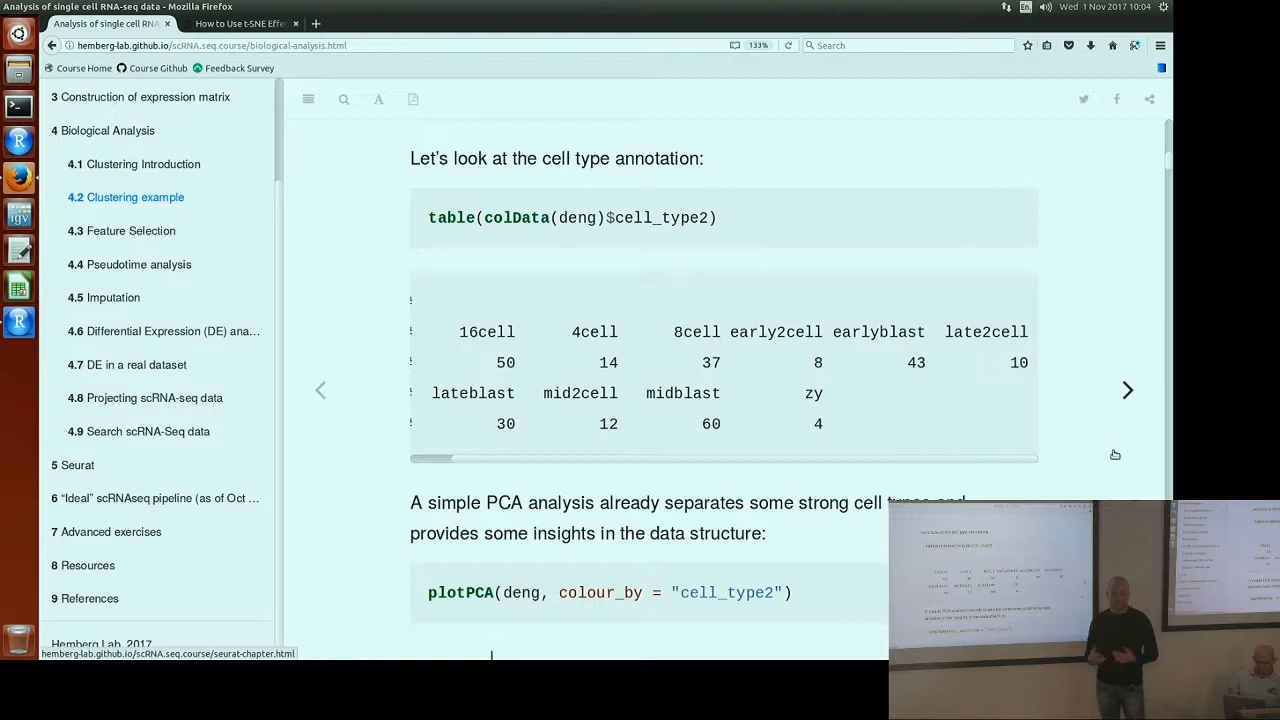 Analysis of single cell RNA-seq data - Mozilla Firefox
En
Wed 1 Nov 2017 10:04
Analysis of single cell RNA
How to Use t-SNE Effec
hemberg-lab.github.io/scRNA.seq.course/biological-analysis.html
133%
Search
Course Home
Course Github
Feedback Survey
3 Construction of expression matrix
4 Biological Analysis
4.1 Clustering Introduction
4.2 Clustering example
4.3 Feature Selection
4.4 Pseudotime analysis
4.5 Imputation
4.6 Differential Expression (DE) ana…
4.7 DE in a real dataset
4.8 Projecting scRNA-seq data
4.9 Search scRNA-Seq data
5 Seurat
6 “Ideal” scRNAseq pipeline (as of Oct …
7 Advanced exercises
8 Resources
9 References
Hemberg Lab, 2017
hemberg-lab.github.io/scRNA.seq.course/seurat-chapter.html
Let’s look at the cell type annotation:
table(colData(deng)$cell_type2)
16cell 4cell 8cell early2cell earlyblast late2cell
50 14 37 8 43 10
lateblast mid2cell midblast zy
30 12 60 4
A simple PCA analysis already separates some strong cell types and
provides some insights in the data structure:
plotPCA(deng, colour_by = "cell_type2")